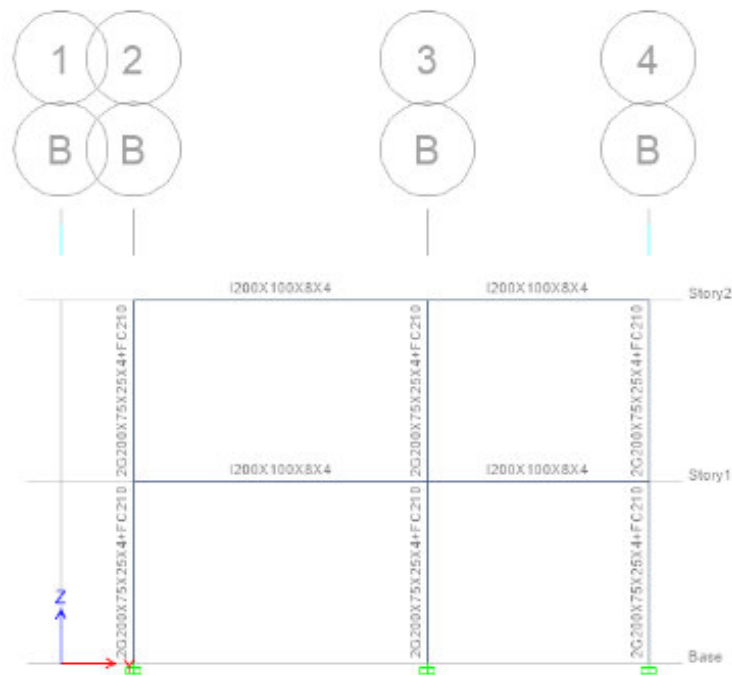 1 2 3 4
B B B B
I200X100X8X4 I200X100X8X4
Story2
2G200X75X25X4+FC210 2G200X75X25X4+FC210 2G200X75X25X4+FC210
I200X100X8X4 I200X100X8X4
Story1
2G200X75X25X4+FC210 2G200X75X25X4+FC210 2G200X75X25X4+FC210
Z
X
Base